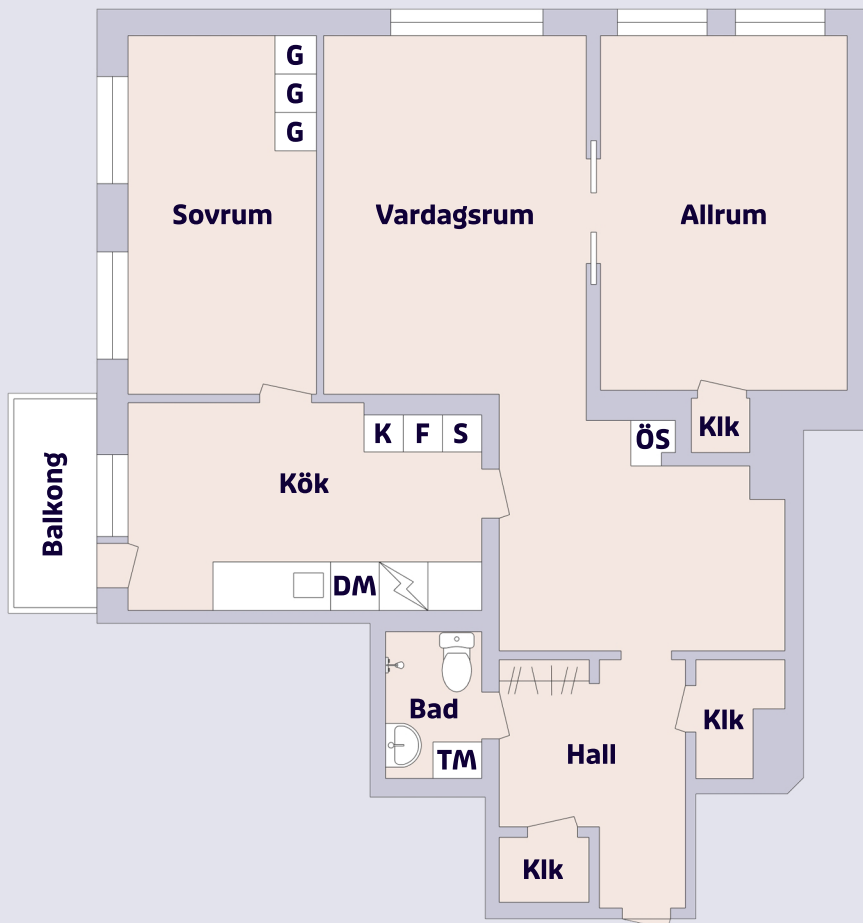 G
G
G
Sovrum
Vardagsrum
Allrum
K
F
S
ÖS
Klk
Kök
Balkong
DM
Bad
TM
Klk
Hall
Klk